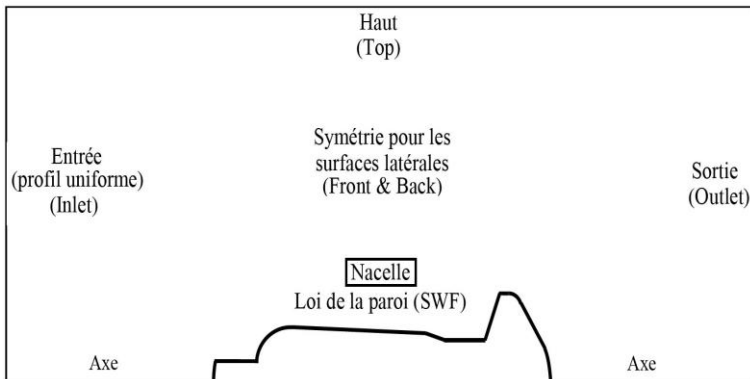 Haut
(Top)
Symétrie pour les
surfaces latérales
(Front & Back)
Entrée
(profil uniforme)
(Inlet)
Sortie
(Outlet)
Nacelle
Loi de la paroi (SWF)
Axe
Axe